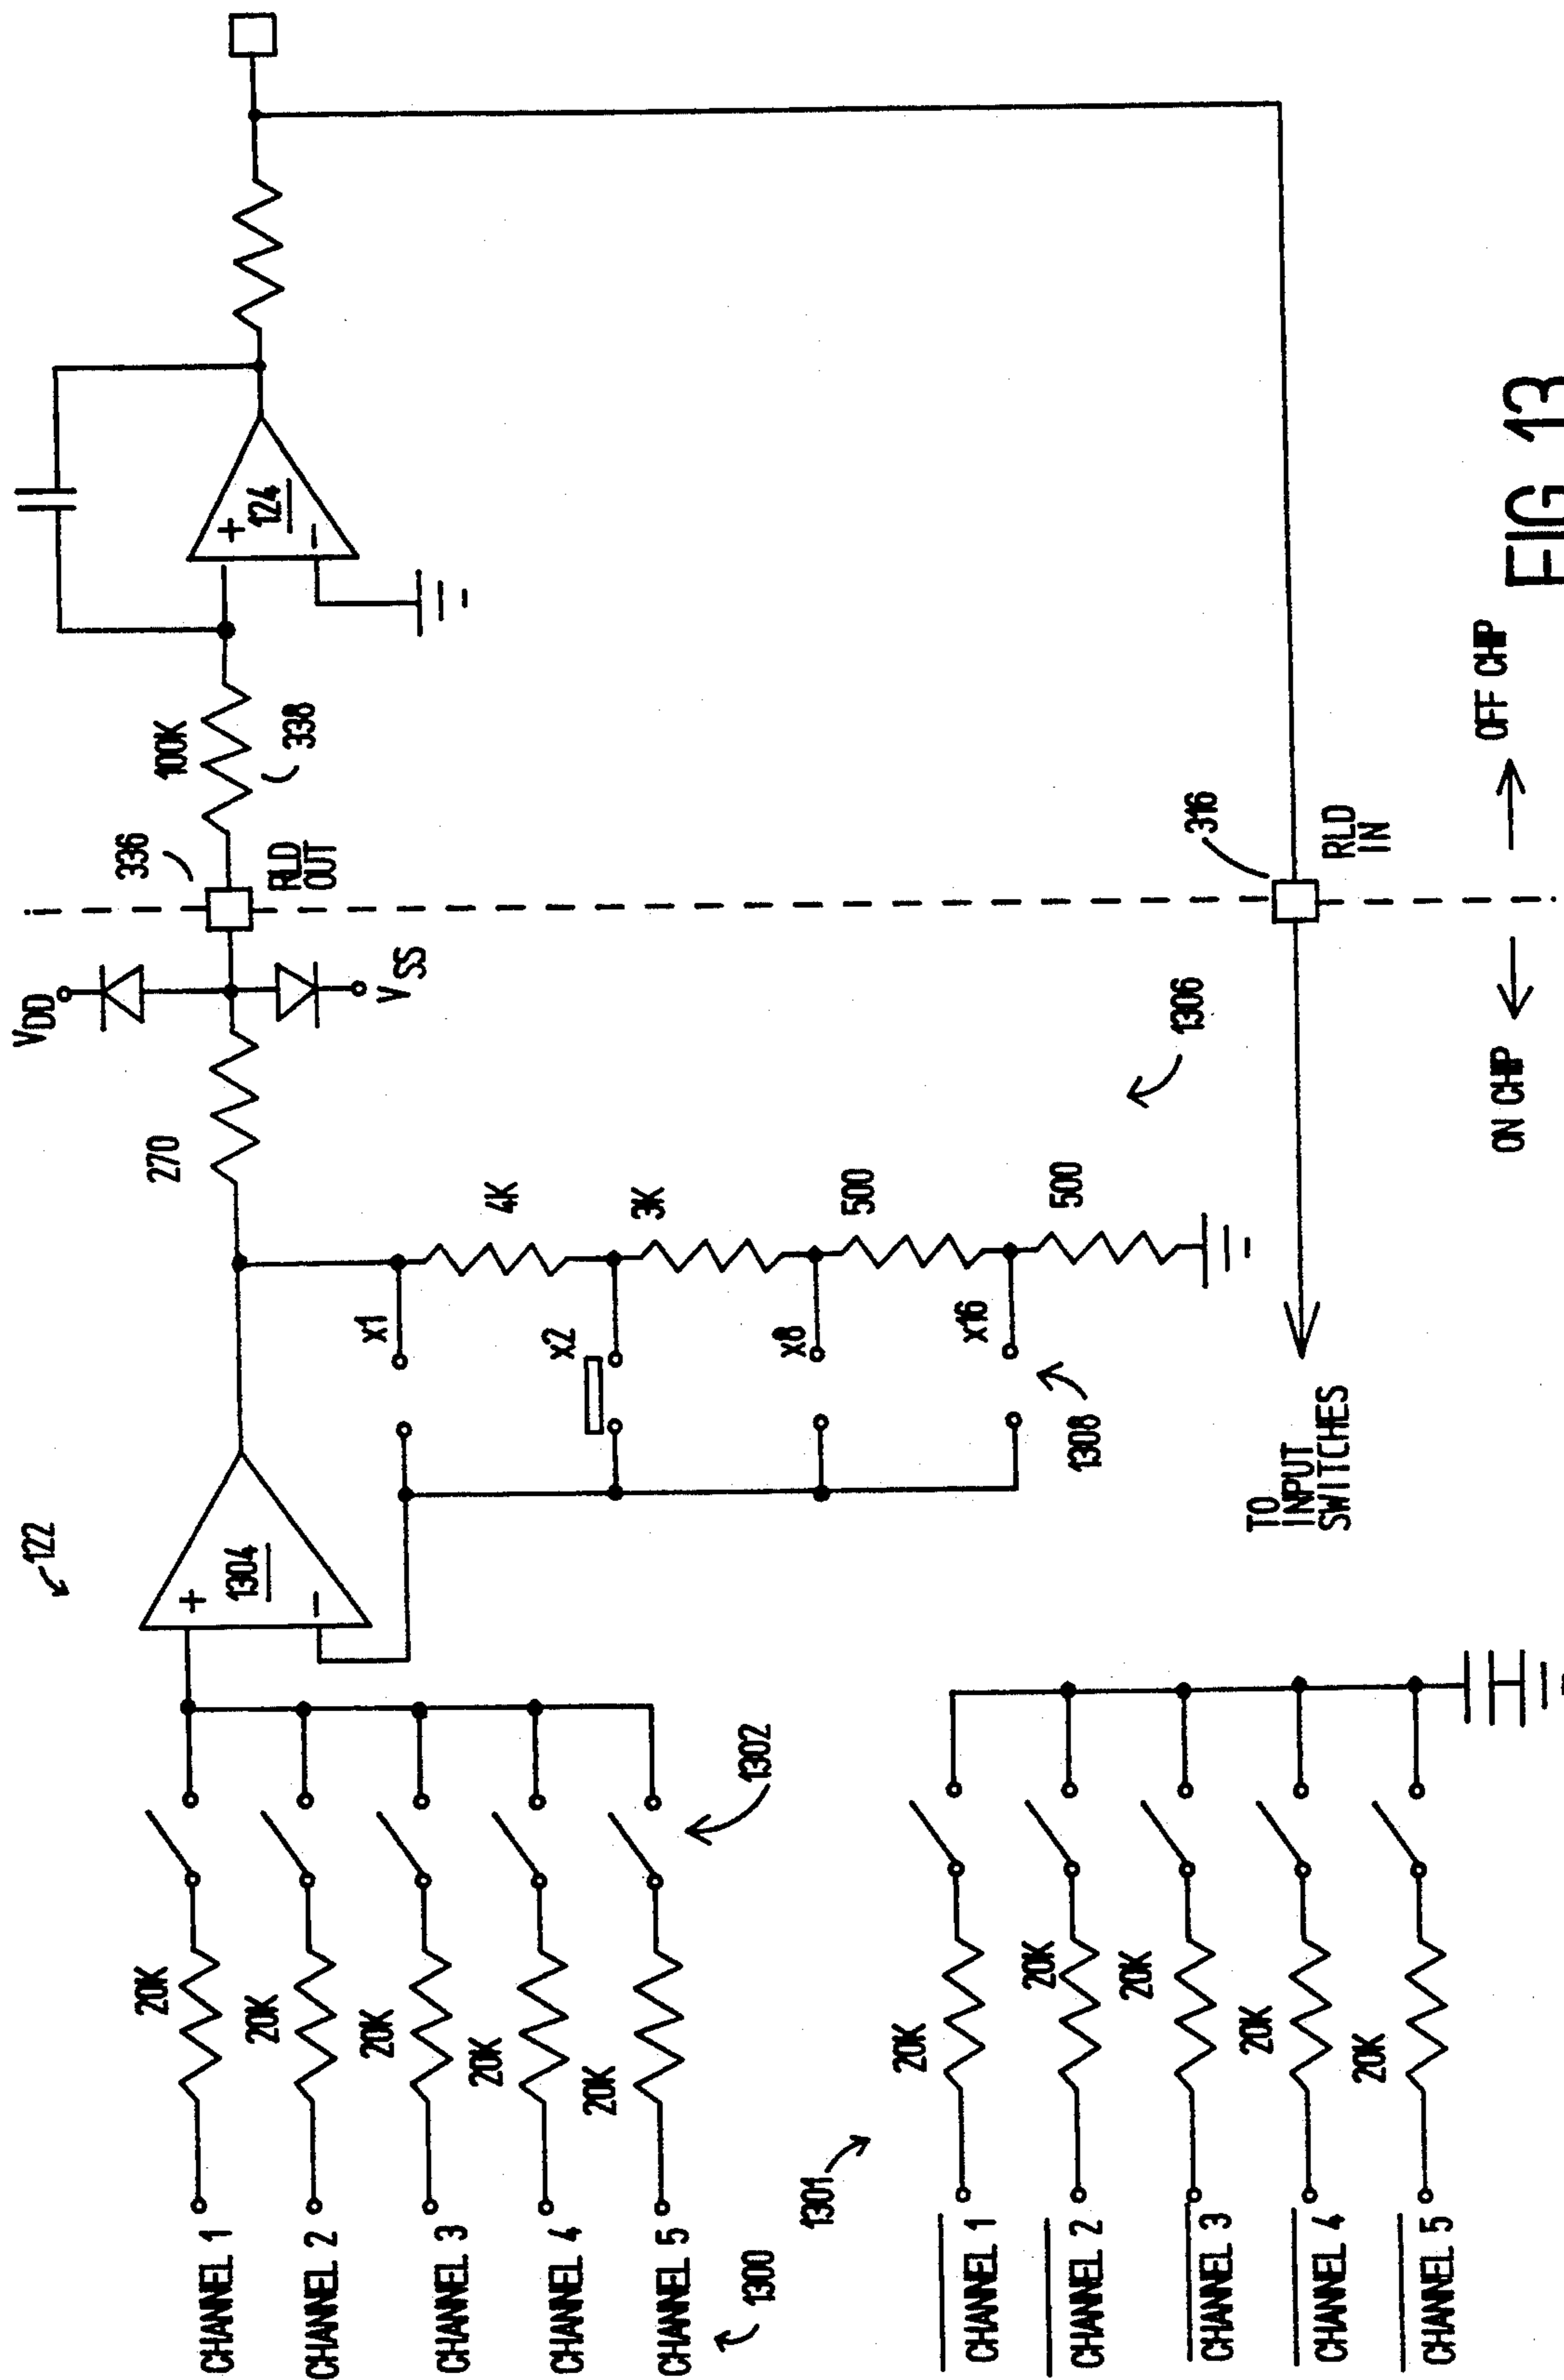 122
1304
+
−
270
VDD
VSS
336
RLD
OUT
100K
338
124
+
−
CHANNEL 1
20K
CHANNEL 2
20K
CHANNEL 3
20K
CHANNEL 4
20K
CHANNEL 5
20K
1300
1302
x1
4K
x2
3K
x8
500
x16
500
1308
1306
1301
CHANNEL 1
20K
CHANNEL 2
20K
CHANNEL 3
20K
CHANNEL 4
20K
CHANNEL 5
20K
TO
INPUT
SWITCHES
316
RLD
IN
ON CHIP
OFF CHIP
FIG 13